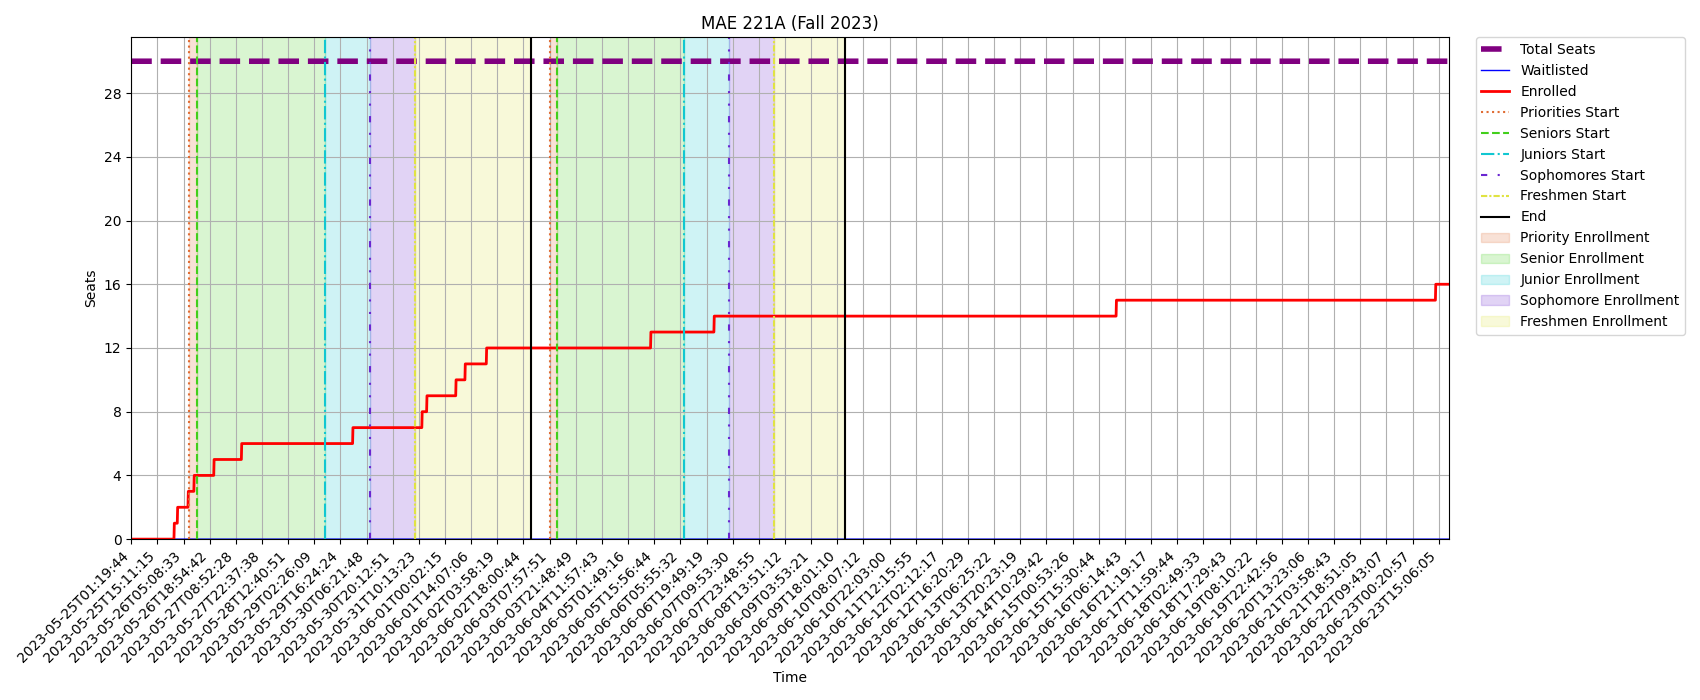 MAE 221A (Fall 2023)
Seats
28
24
20
16
12
8
4
0
2023-05-25T01:19:44
2023-05-25T15:11:15
2023-05-26T05:08:33
2023-05-26T18:54:42
2023-05-27T08:52:28
2023-05-27T22:37:38
2023-05-28T12:40:51
2023-05-29T02:26:09
2023-05-29T16:24:24
2023-05-30T06:21:48
2023-05-30T20:12:51
2023-05-31T10:13:23
2023-06-01T00:02:15
2023-06-01T14:07:06
2023-06-02T03:58:19
2023-06-02T18:00:44
2023-06-03T07:57:51
2023-06-03T21:48:49
2023-06-04T11:57:43
2023-06-05T01:49:16
2023-06-05T15:56:44
2023-06-06T05:55:32
2023-06-06T19:49:19
2023-06-07T09:53:30
2023-06-07T23:48:55
2023-06-08T13:51:12
2023-06-09T03:53:21
2023-06-09T18:01:10
2023-06-10T08:07:12
2023-06-10T22:03:00
2023-06-11T12:15:55
2023-06-12T02:12:17
2023-06-12T16:20:29
2023-06-13T06:25:22
2023-06-13T20:23:19
2023-06-14T10:29:42
2023-06-15T00:53:26
2023-06-15T15:30:44
2023-06-16T06:14:43
2023-06-16T21:19:17
2023-06-17T11:59:44
2023-06-18T02:49:33
2023-06-18T17:29:43
2023-06-19T08:10:22
2023-06-19T22:42:56
2023-06-20T13:23:06
2023-06-21T03:58:43
2023-06-21T18:51:05
2023-06-22T09:43:07
2023-06-23T00:20:57
2023-06-23T15:06:05
Time
Total Seats
Waitlisted
Enrolled
Priorities Start
Seniors Start
Juniors Start
Sophomores Start
Freshmen Start
End
Priority Enrollment
Senior Enrollment
Junior Enrollment
Sophomore Enrollment
Freshmen Enrollment